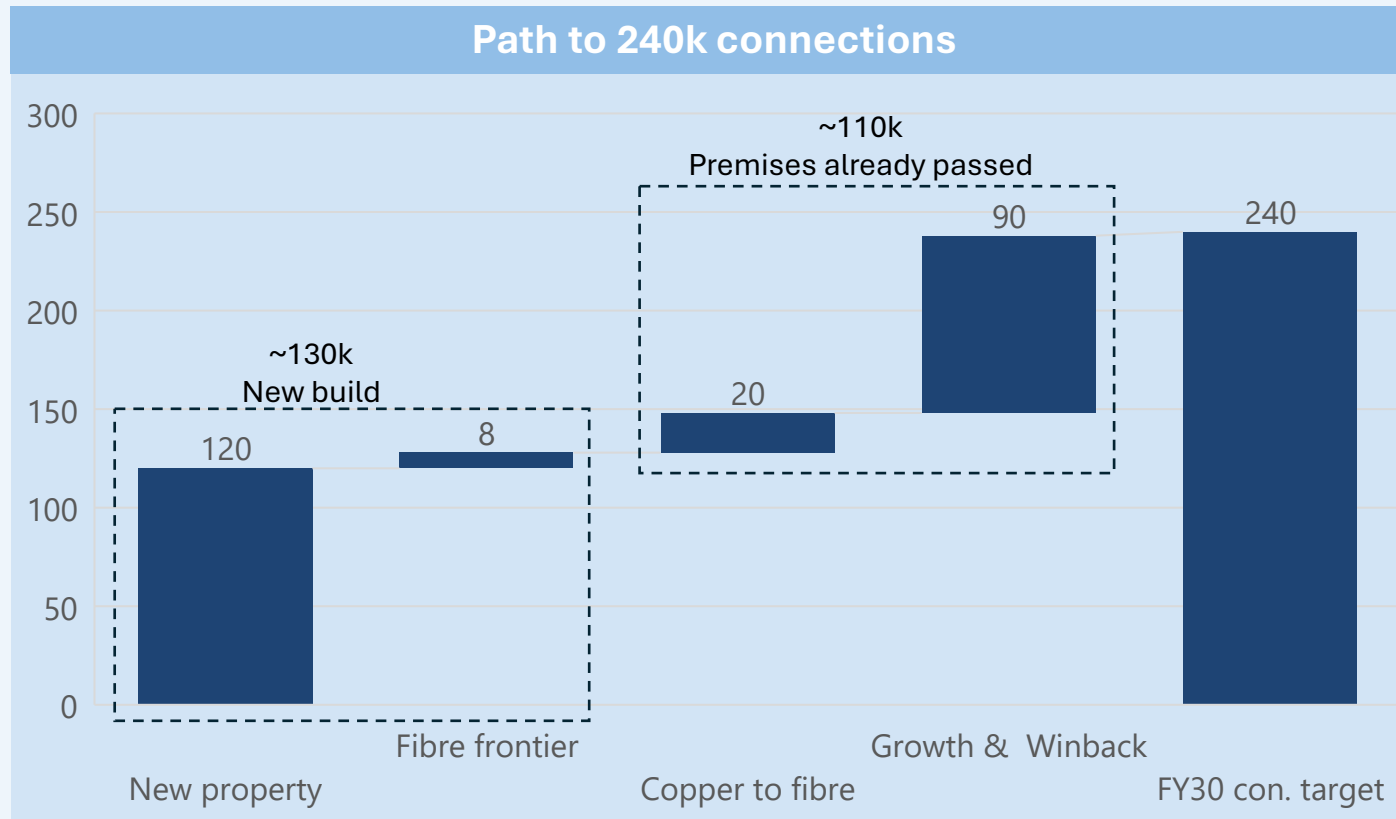 Path to 240k connections
300
250
200
150
100
50
0
~130k
New build
~110k
Premises already passed
120
8
20
90
240
New property
Fibre frontier
Copper to fibre
Growth &  Winback
FY30 con. target